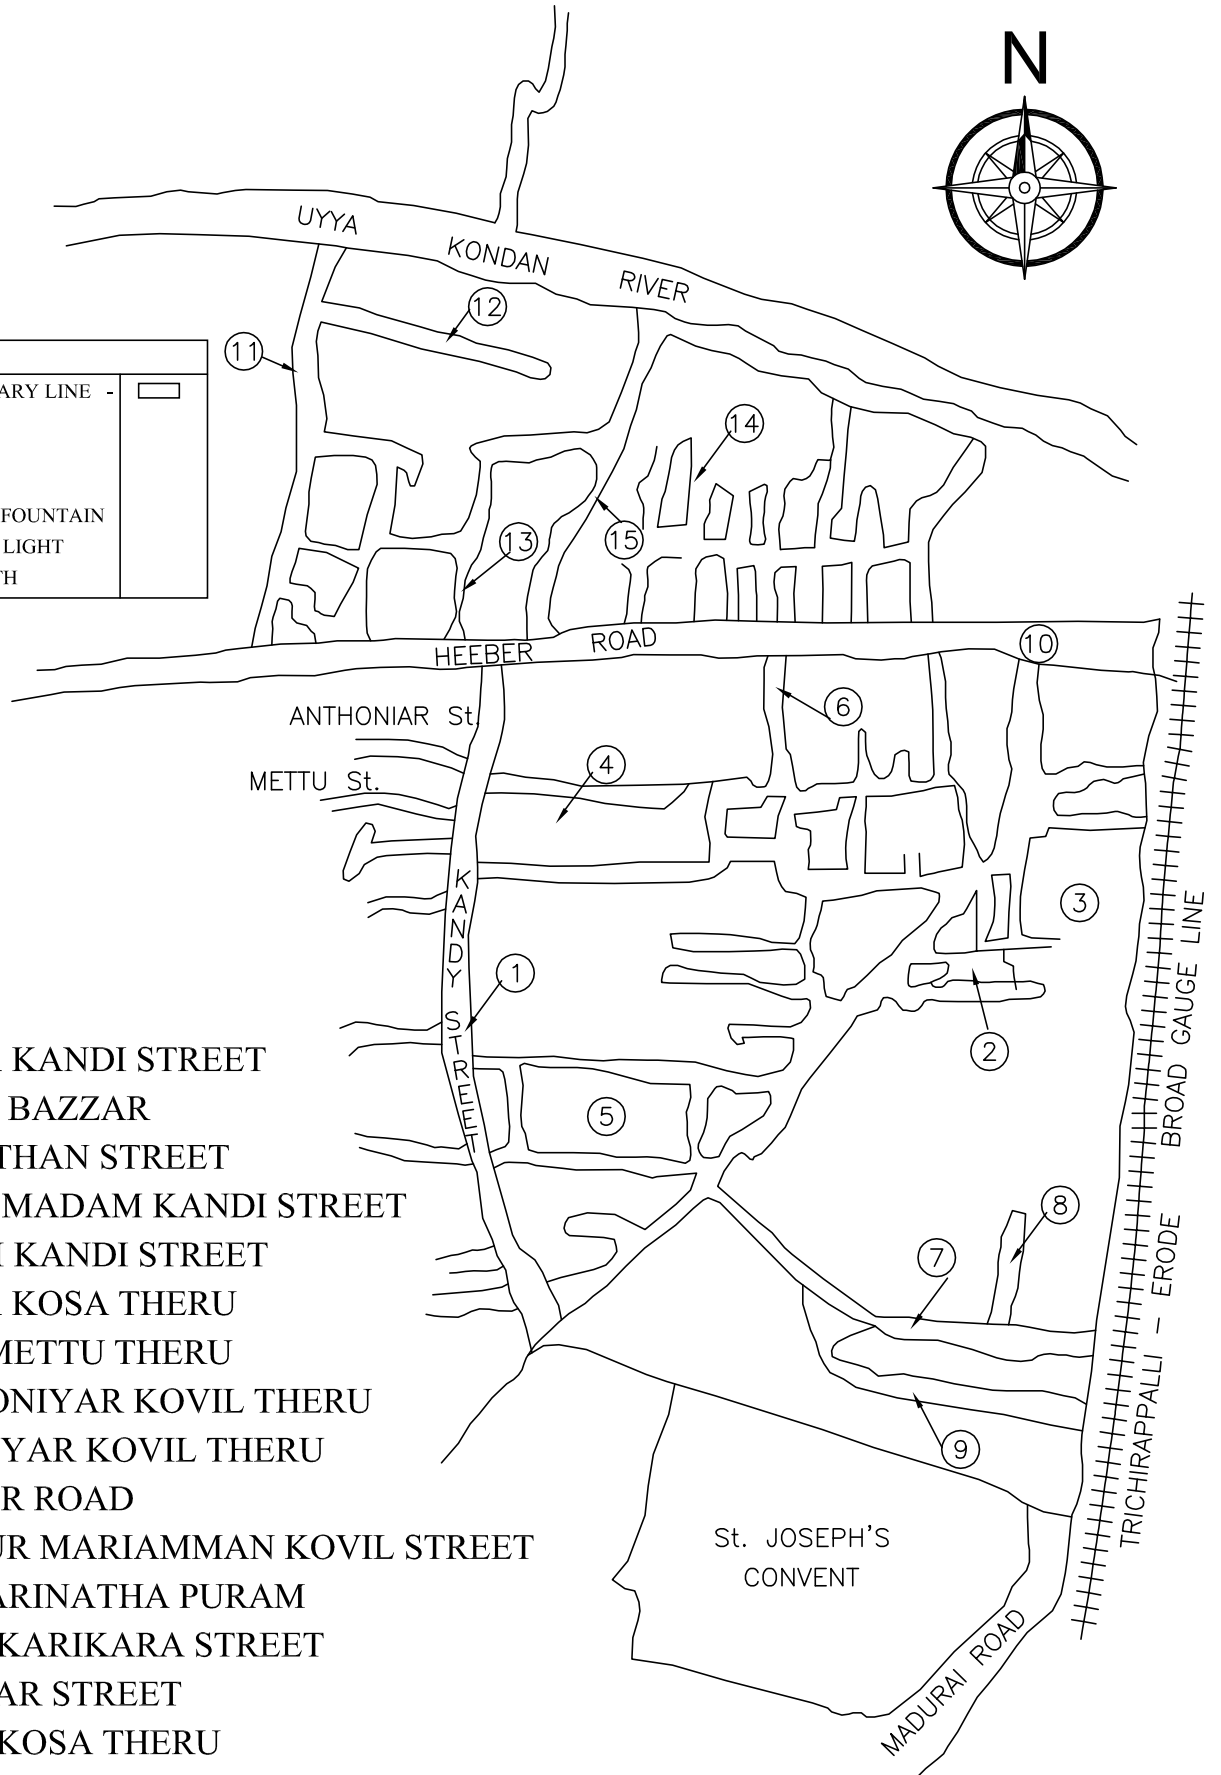 N
UYYA KONDAN RIVER
12
11
ARY LINE -
14
FOUNTAIN
LIGHT
TH
13
15
HEEBER ROAD
10
ANTHONIAR St.
6
METTU St.
4
KANDY STREET
3
1
2
KANDI STREET
BAZZAR
THAN STREET
MADAM KANDI STREET
KANDI STREET
KOSA THERU
METTU THERU
ONIYAR KOVIL THERU
YAR KOVIL THERU
R ROAD
UR MARIAMMAN KOVIL STREET
ARINATHA PURAM
KARIKARA STREET
AR STREET
KOSA THERU
5
8
7
9
St. JOSEPH'S
CONVENT
MADURAI ROAD
TRICHIRAPPALLI - ERODE BROAD GAUGE LINE